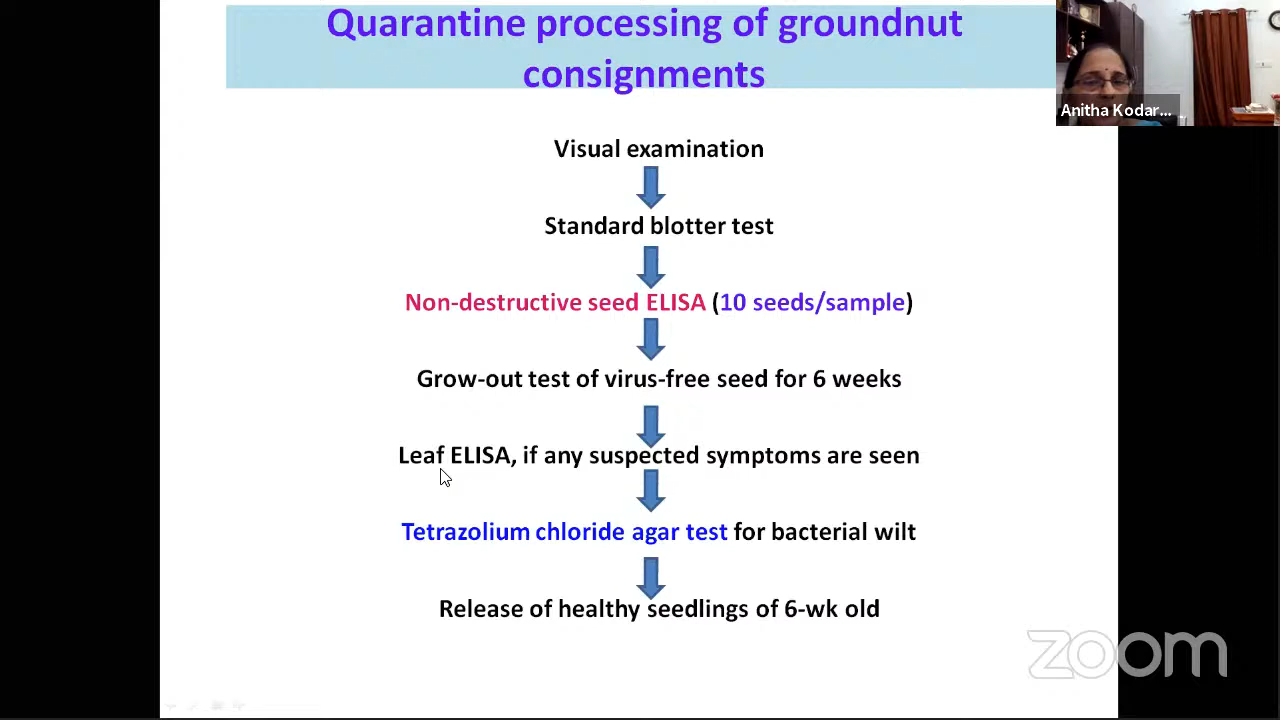 Quarantine processing of groundnut
consignments
Anitha Kodar...
Visual examination
Standard blotter test
Non-destructive seed ELISA (10 seeds/sample)
Grow-out test of virus-free seed for 6 weeks
Leaf ELISA, if any suspected symptoms are seen
Tetrazolium chloride agar test for bacterial wilt
Release of healthy seedlings of 6-wk old
zoom